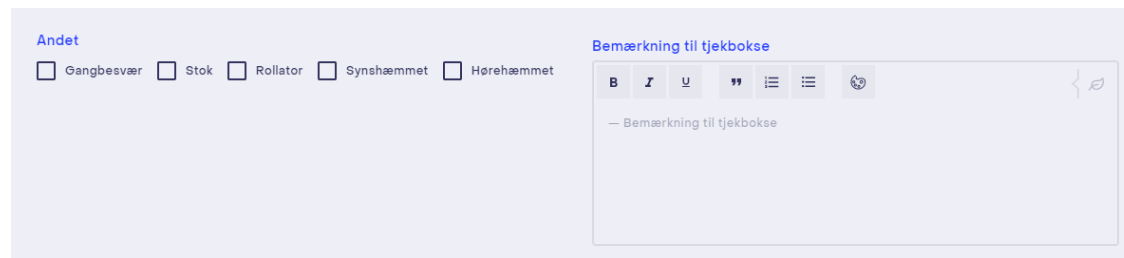 Andet
Gangbesvær Stok Rollator Synshæmmet Hørehæmmet
Bemærkning til tjekbokse
B I U
— Bemærkning til tjekbokse